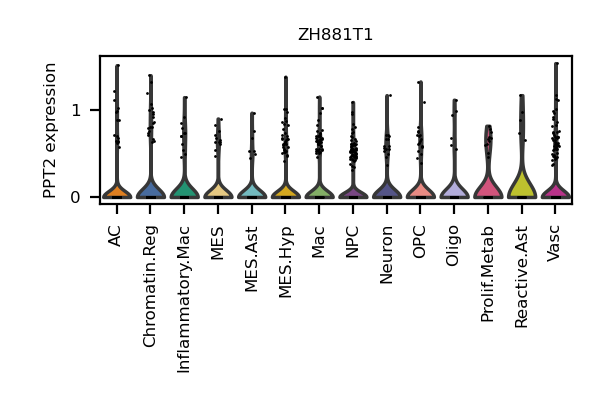 ZH881T1
PPT2 expression
1
0
AC
Chromatin.Reg
Inflammatory.Mac
MES
MES.Ast
MES.Hyp
Mac
NPC
Neuron
OPC
Oligo
Prolif.Metab
Reactive.Ast
Vasc